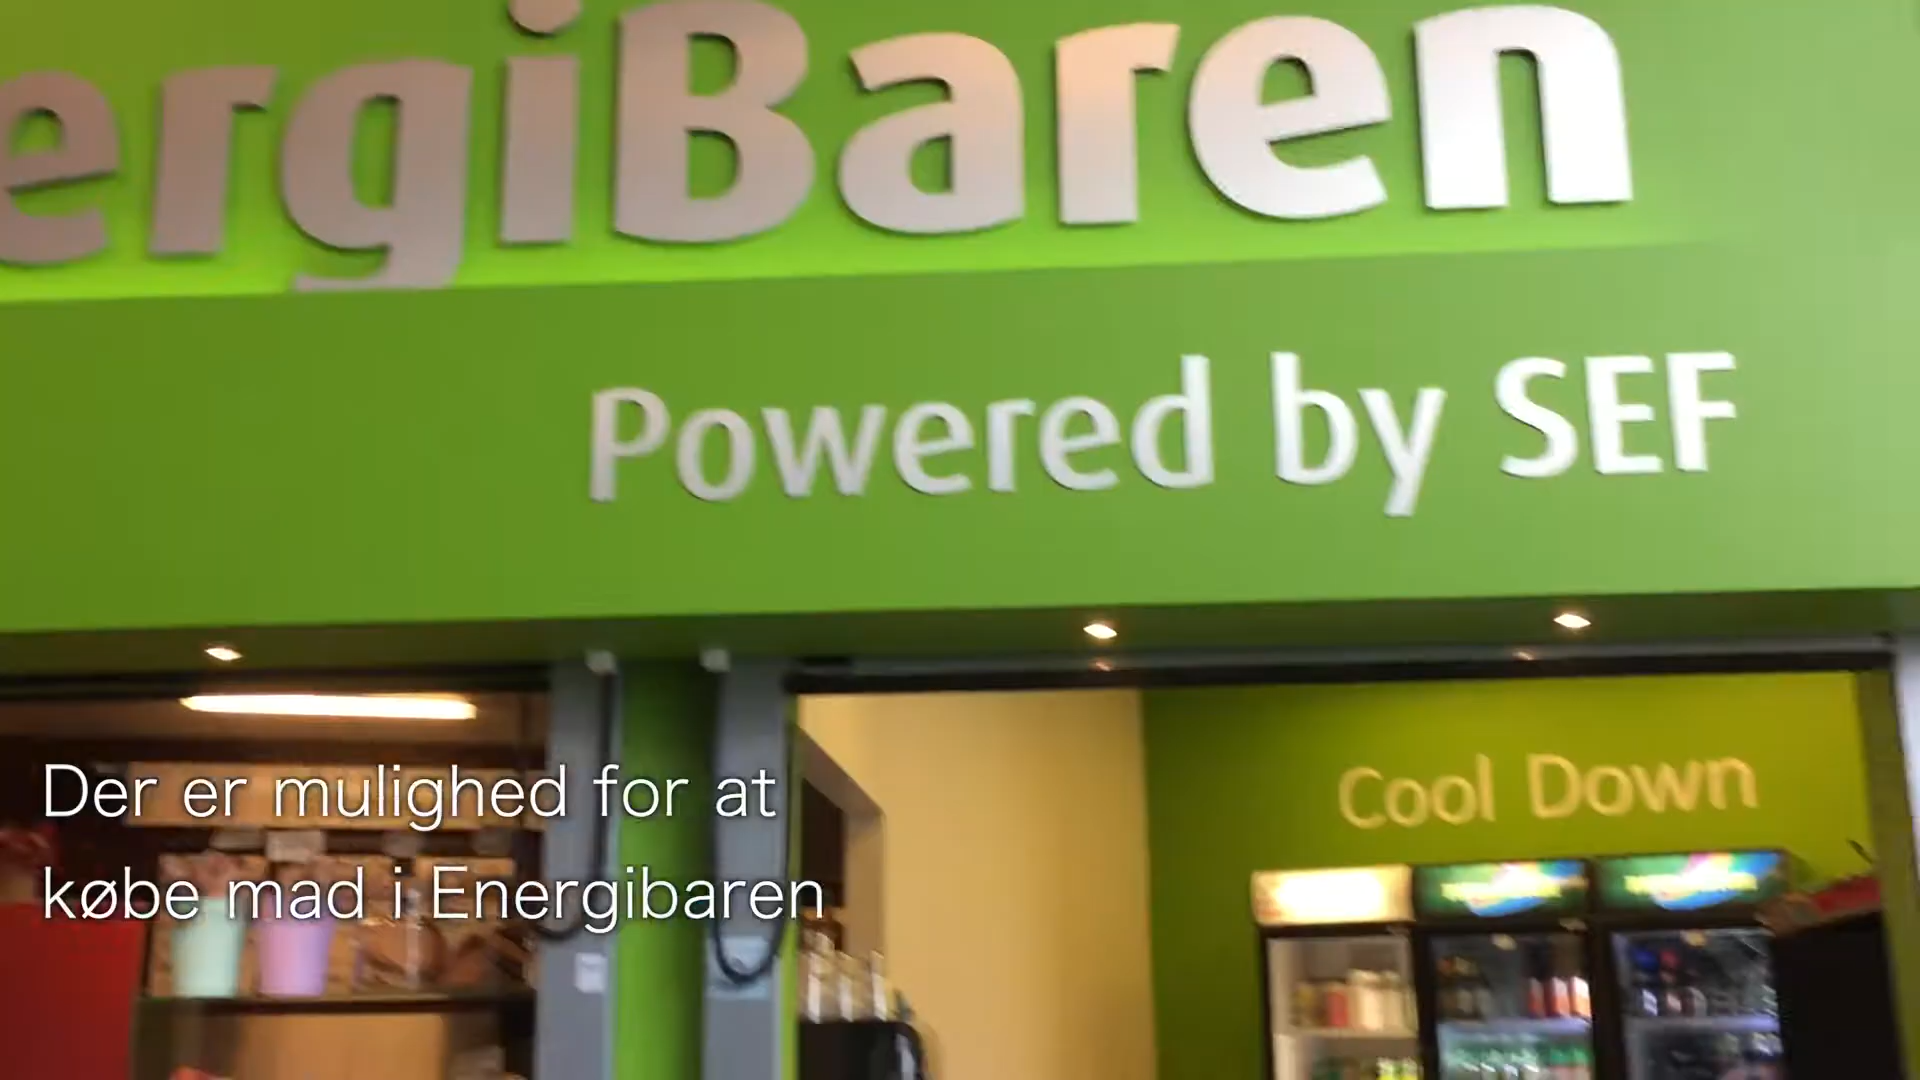 ergiBaren
Powered by SEF
Cool Down
Der er mulighed for at
købe mad i Energibaren